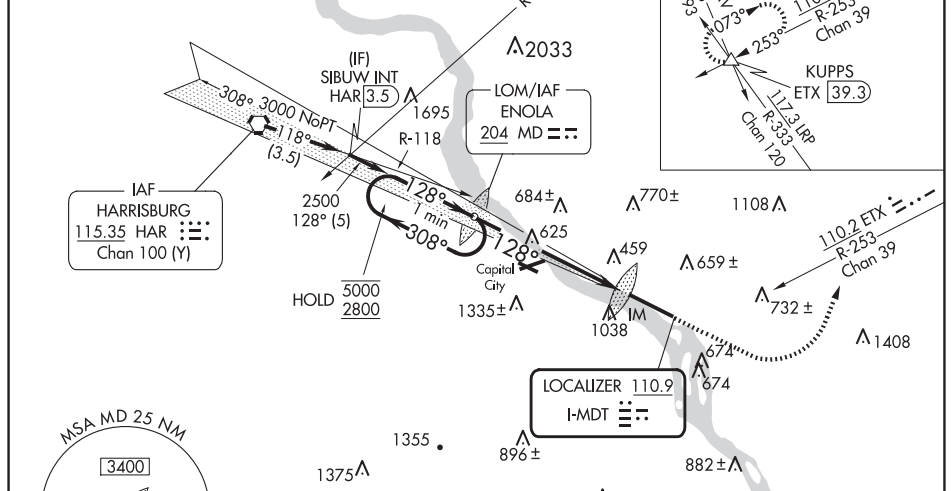 R
2033
(IF)
SIBUW INT
HAR 3.5
1695
R-118
LOM/IAF
ENOLA
204 MD
308° 3000 NoPT
118°
(3.5)
IAF
HARRISBURG
115.35 HAR
Chan 100 (Y)
2500
128° (5)
128°
1 min
308°
128°
HOLD 5000
2800
Capital
City
684±
625
770±
1108
459
659±
1335±
1038
IM
732±
1408
674
674
110.2 ETX
R-253
Chan 39
93
073°
253°
110
R-253
Chan 39
KUPPS
ETX 39.3
117.3 LRP
R-333
Chan 120
LOCALIZER 110.9
I-MDT
MSA MD 25 NM
3400
1355
1375
896±
882±